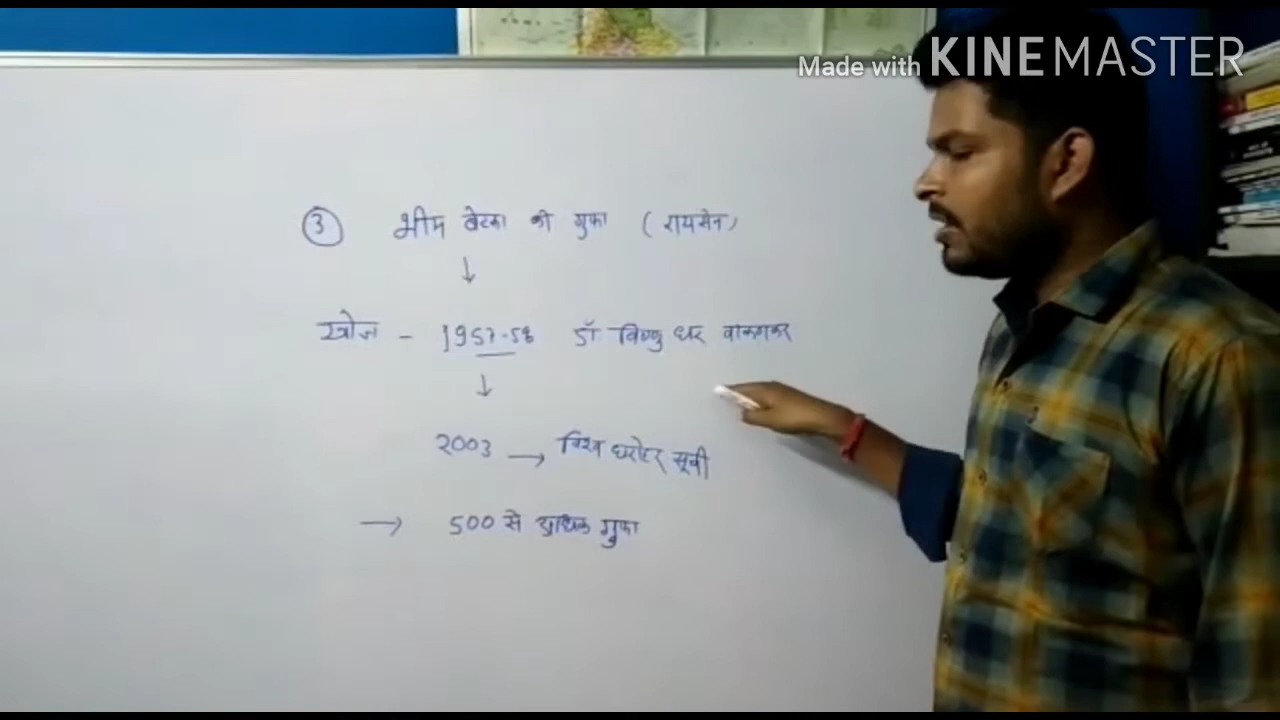 Made with KINEMASTER
③ भीम बेटका की गुफा (रायसेन)
↓
खोज - 1957-58 डॉ विष्णु धर वाकणकर
↓
2003 → विश्व धरोहर सूची
→ 500 से अधिक गुफा